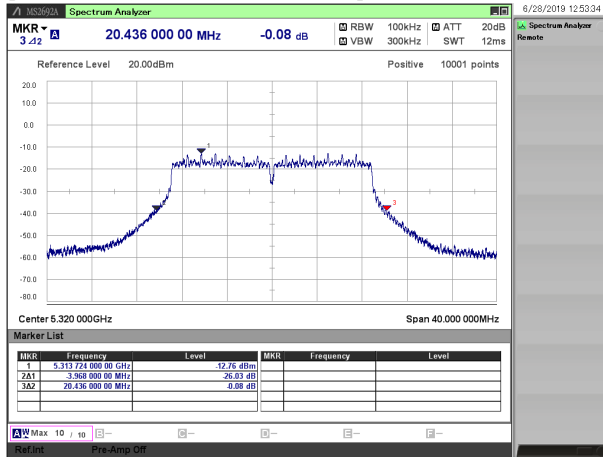 MS2692A Spectrum Analyzer
6/28/2019 12:53:34
MKR
3 Δ2 A
20.436 000 00 MHz
-0.08 dB
M RBW 100kHz M ATT 20dB
M VBW 300kHz SWT 12ms
Spectrum Analyzer
Remote
Reference Level 20.00dBm
Positive 10001 points
20.0
10.0
0.0
-10.0
-20.0
-30.0
-40.0
-50.0
-60.0
-70.0
-80.0
1
3
Center 5.320 000GHz
Span 40.000 000MHz
Marker List
MKR Frequency Level MKR Frequency Level
1 5.313 724 000 00 GHz -12.76 dBm
2Δ1 -3.968 000 00 MHz -26.03 dB
3Δ2 20.436 000 00 MHz -0.08 dB
A W Max 10 / 10 B- C- D- E- F-
Ref.Int Pre-Amp Off